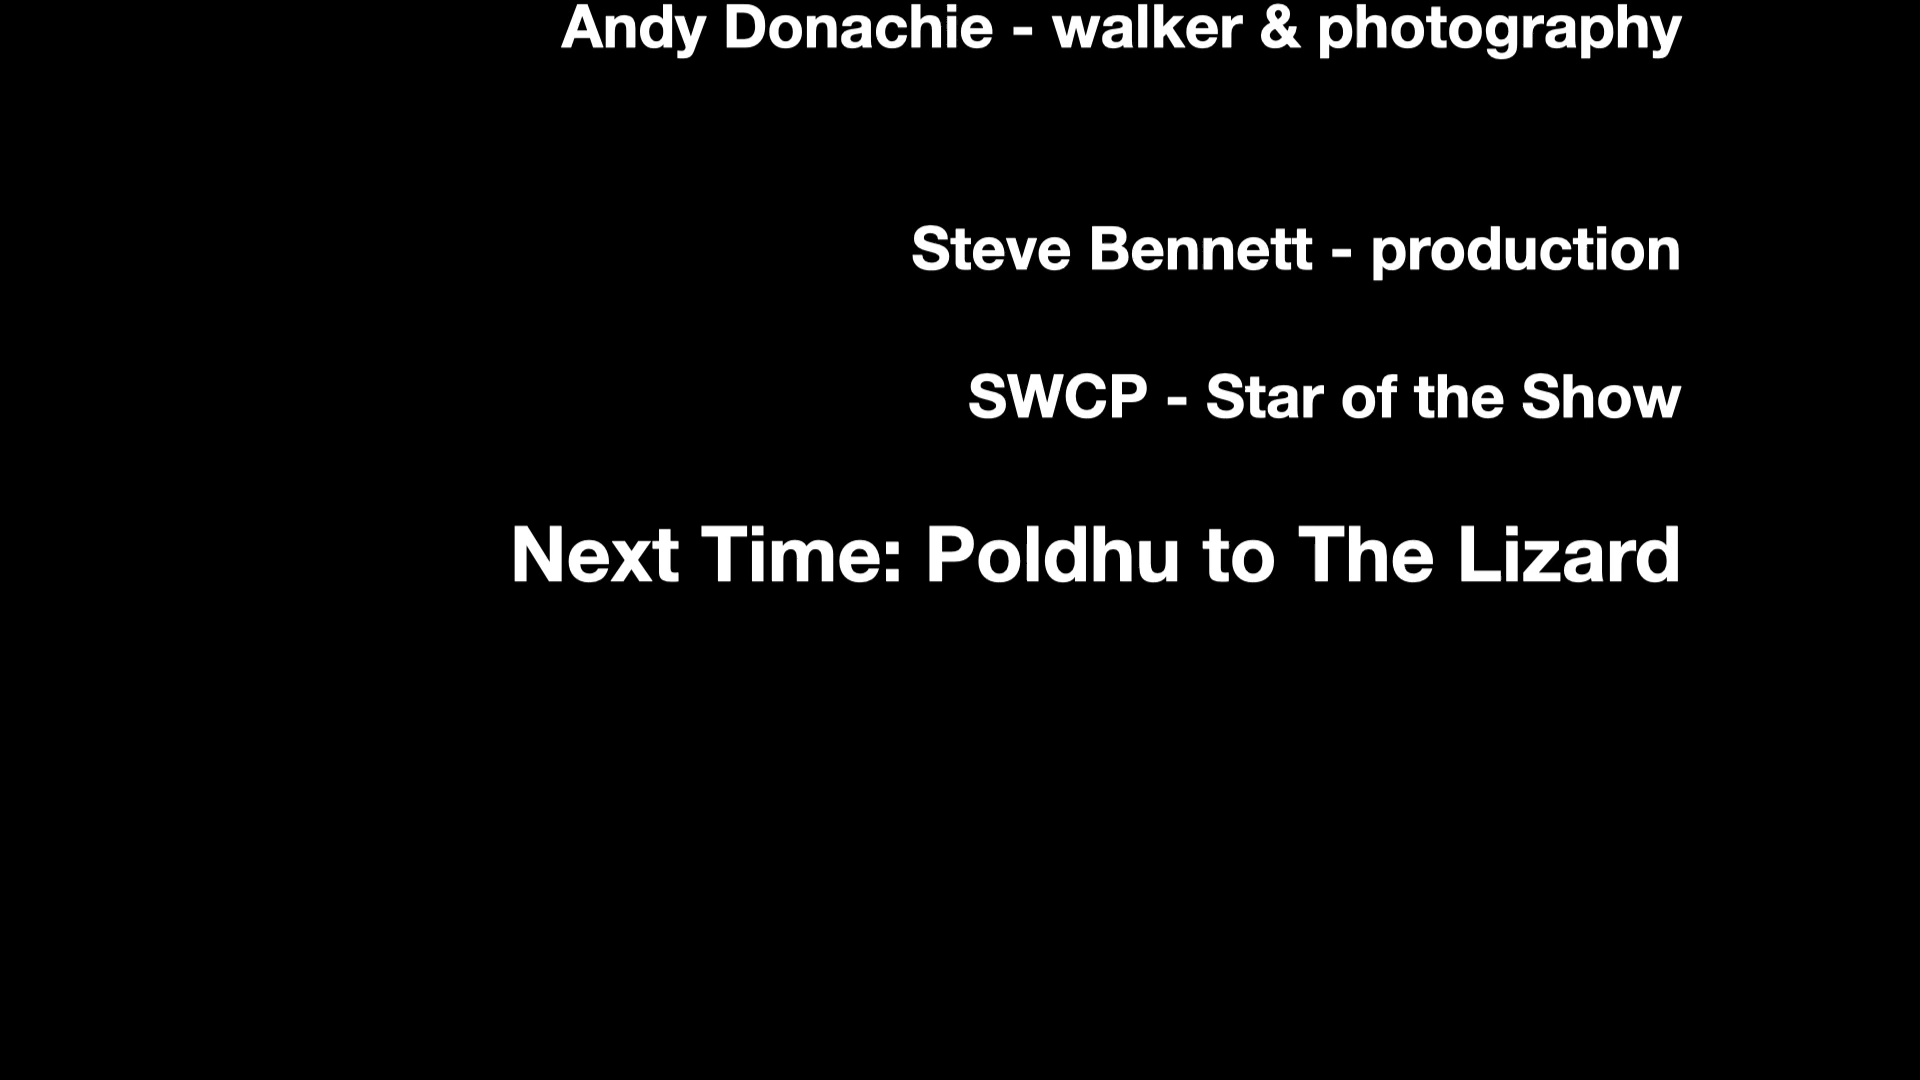 Andy Donachie - walker & photography
Steve Bennett - production
SWCP - Star of the Show
Next Time: Poldhu to The Lizard